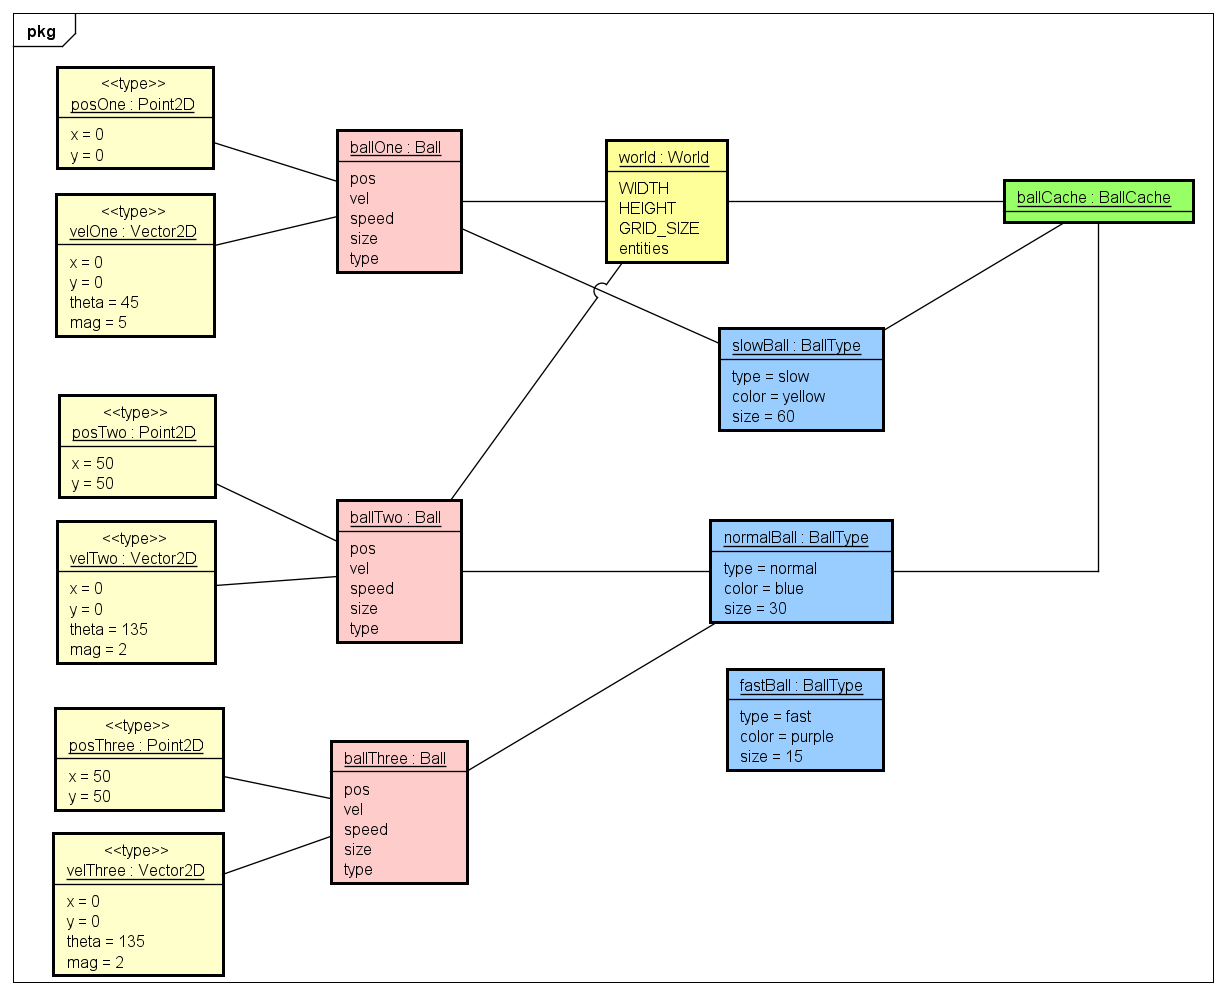 pkg
<<type>>
posOne : Point2D
x = 0
y = 0
<<type>>
velOne : Vector2D
x = 0
y = 0
theta = 45
mag = 5
ballOne : Ball
pos
vel
speed
size
type
world : World
WIDTH
HEIGHT
GRID_SIZE
entities
ballCache : BallCache
slowBall : BallType
type = slow
color = yellow
size = 60
<<type>>
posTwo : Point2D
x = 50
y = 50
<<type>>
velTwo : Vector2D
x = 0
y = 0
theta = 135
mag = 2
ballTwo : Ball
pos
vel
speed
size
type
normalBall : BallType
type = normal
color = blue
size = 30
fastBall : BallType
type = fast
color = purple
size = 15
<<type>>
posThree : Point2D
x = 50
y = 50
<<type>>
velThree : Vector2D
x = 0
y = 0
theta = 135
mag = 2
ballThree : Ball
pos
vel
speed
size
type